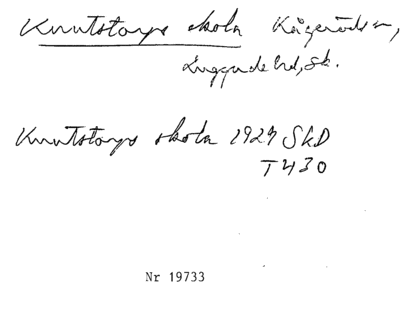 Knutstorps skola Kågeröds sn,
Luggude hd, Sk.
Knutstorps skola 1929 SkD
T430
Nr 19733